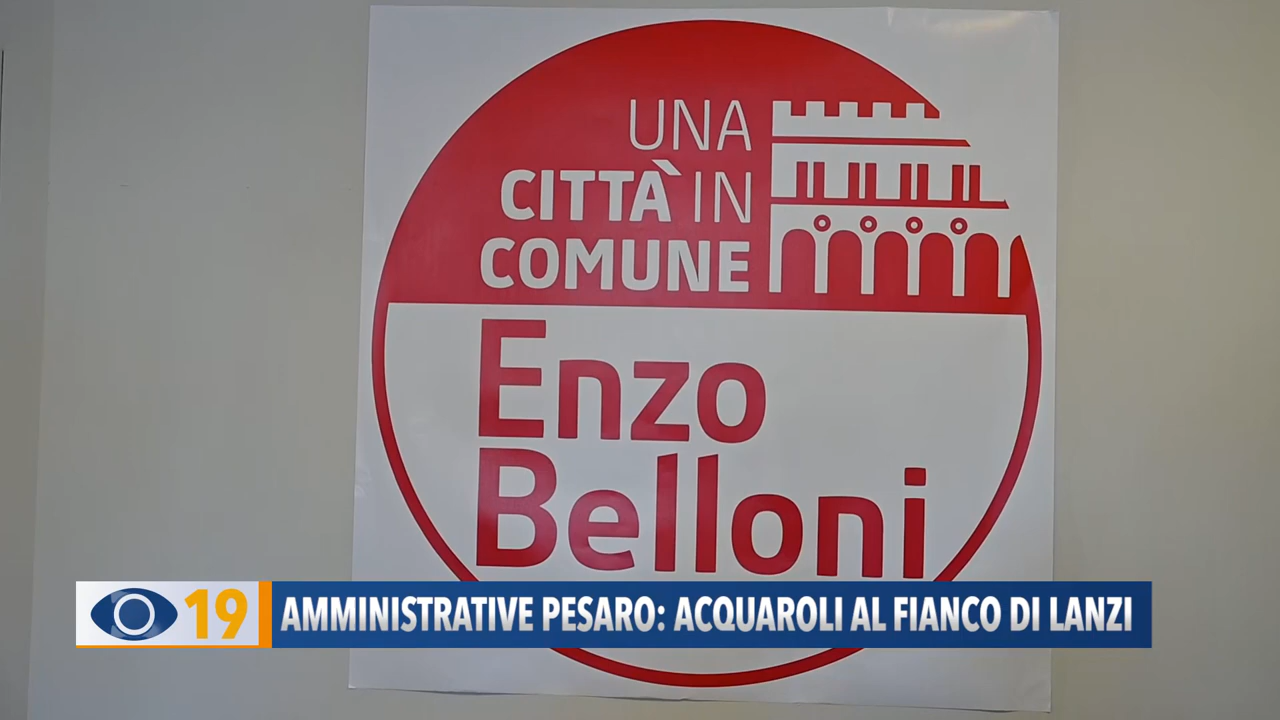 UNA
CITTÀ IN
COMUNE
Enzo
Belloni
19
AMMINISTRATIVE PESARO: ACQUAROLI AL FIANCO DI LANZI